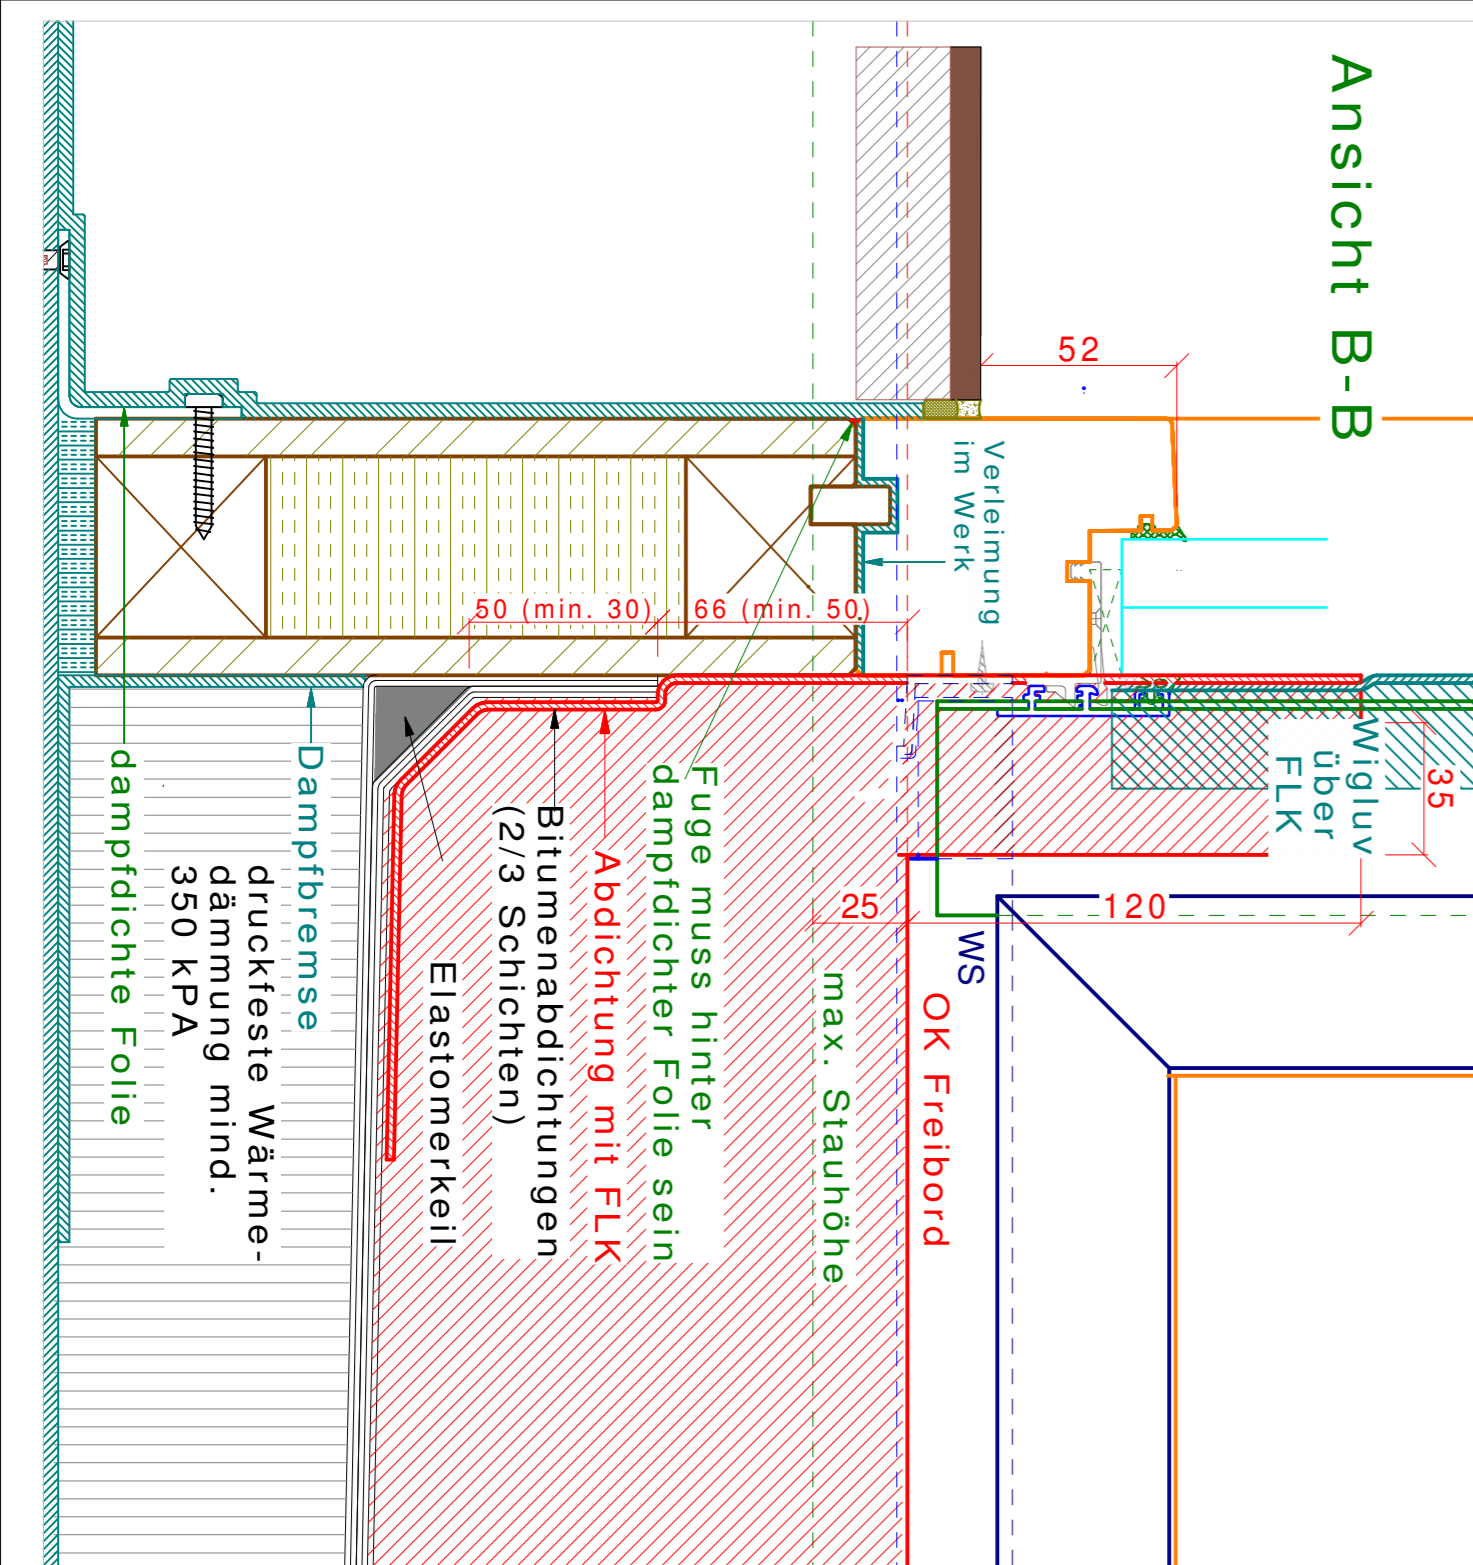 Ansicht B-B
52
Verleimung
im Werk
50 (min. 30)
66 (min. 50)
Wigluv
über
FLK
35
120
25
WS
OK Freibord
max. Stauhöhe
Fuge muss hinter
dampfdichter Folie sein
Abdichtung mit FLK
Bitumenabdichtungen
(2/3 Schichten)
Elastomerkeil
Dampfbremse
druckfeste Wärme-
dämmung mind.
350 kPA
dampfdichte Folie